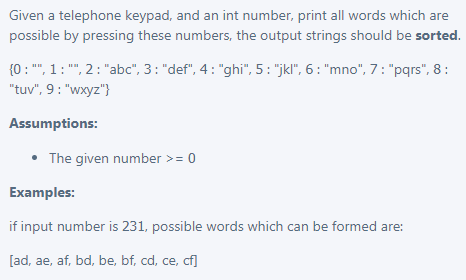 Given a telephone keypad, and an int number, print all words which are
possible by pressing these numbers, the output strings should be sorted.
{0 : "", 1 : "", 2 : "abc", 3 : "def", 4 : "ghi", 5 : "jkl", 6 : "mno", 7 : "pqrs", 8 :
"tuv", 9 : "wxyz"}
Assumptions:
• The given number >= 0
Examples:
if input number is 231, possible words which can be formed are:
[ad, ae, af, bd, be, bf, cd, ce, cf]